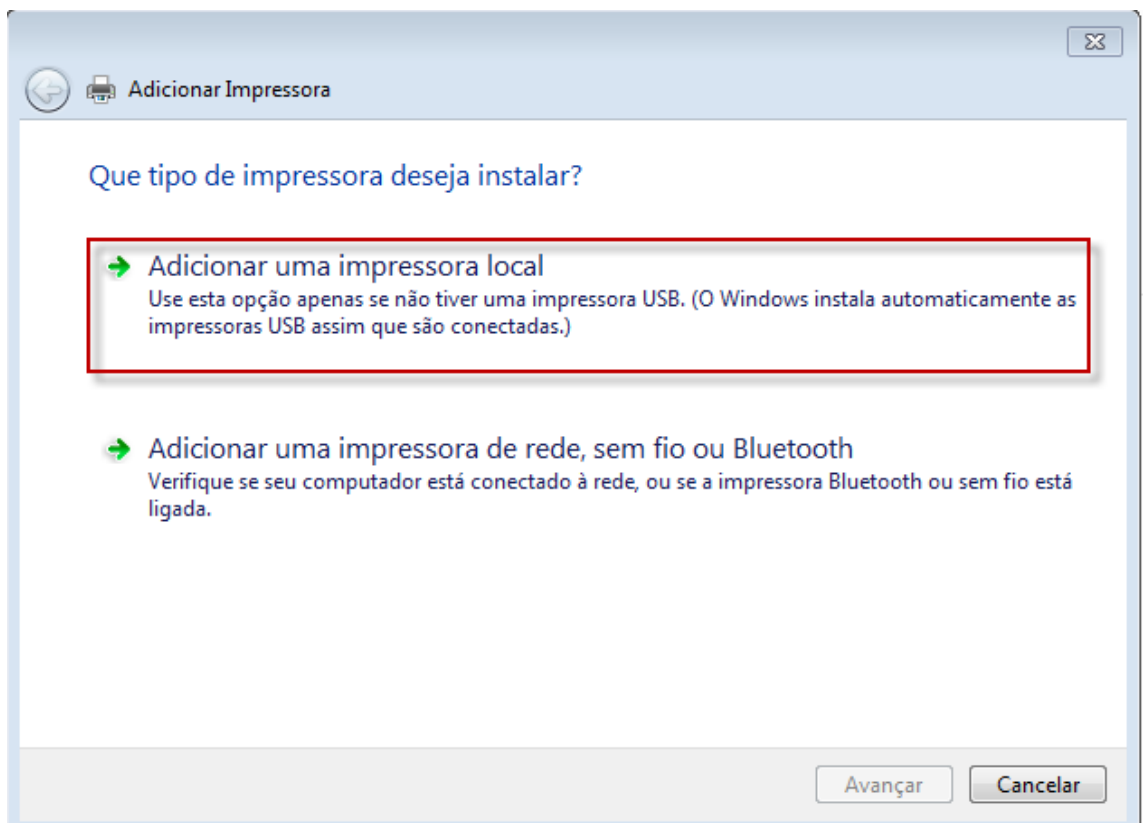 Adicionar Impressora
Que tipo de impressora deseja instalar?
Adicionar uma impressora local
Use esta opção apenas se não tiver uma impressora USB. (O Windows instala automaticamente as
impressoras USB assim que são conectadas.)
Adicionar uma impressora de rede, sem fio ou Bluetooth
Verifique se seu computador está conectado à rede, ou se a impressora Bluetooth ou sem fio está
ligada.
Avançar
Cancelar